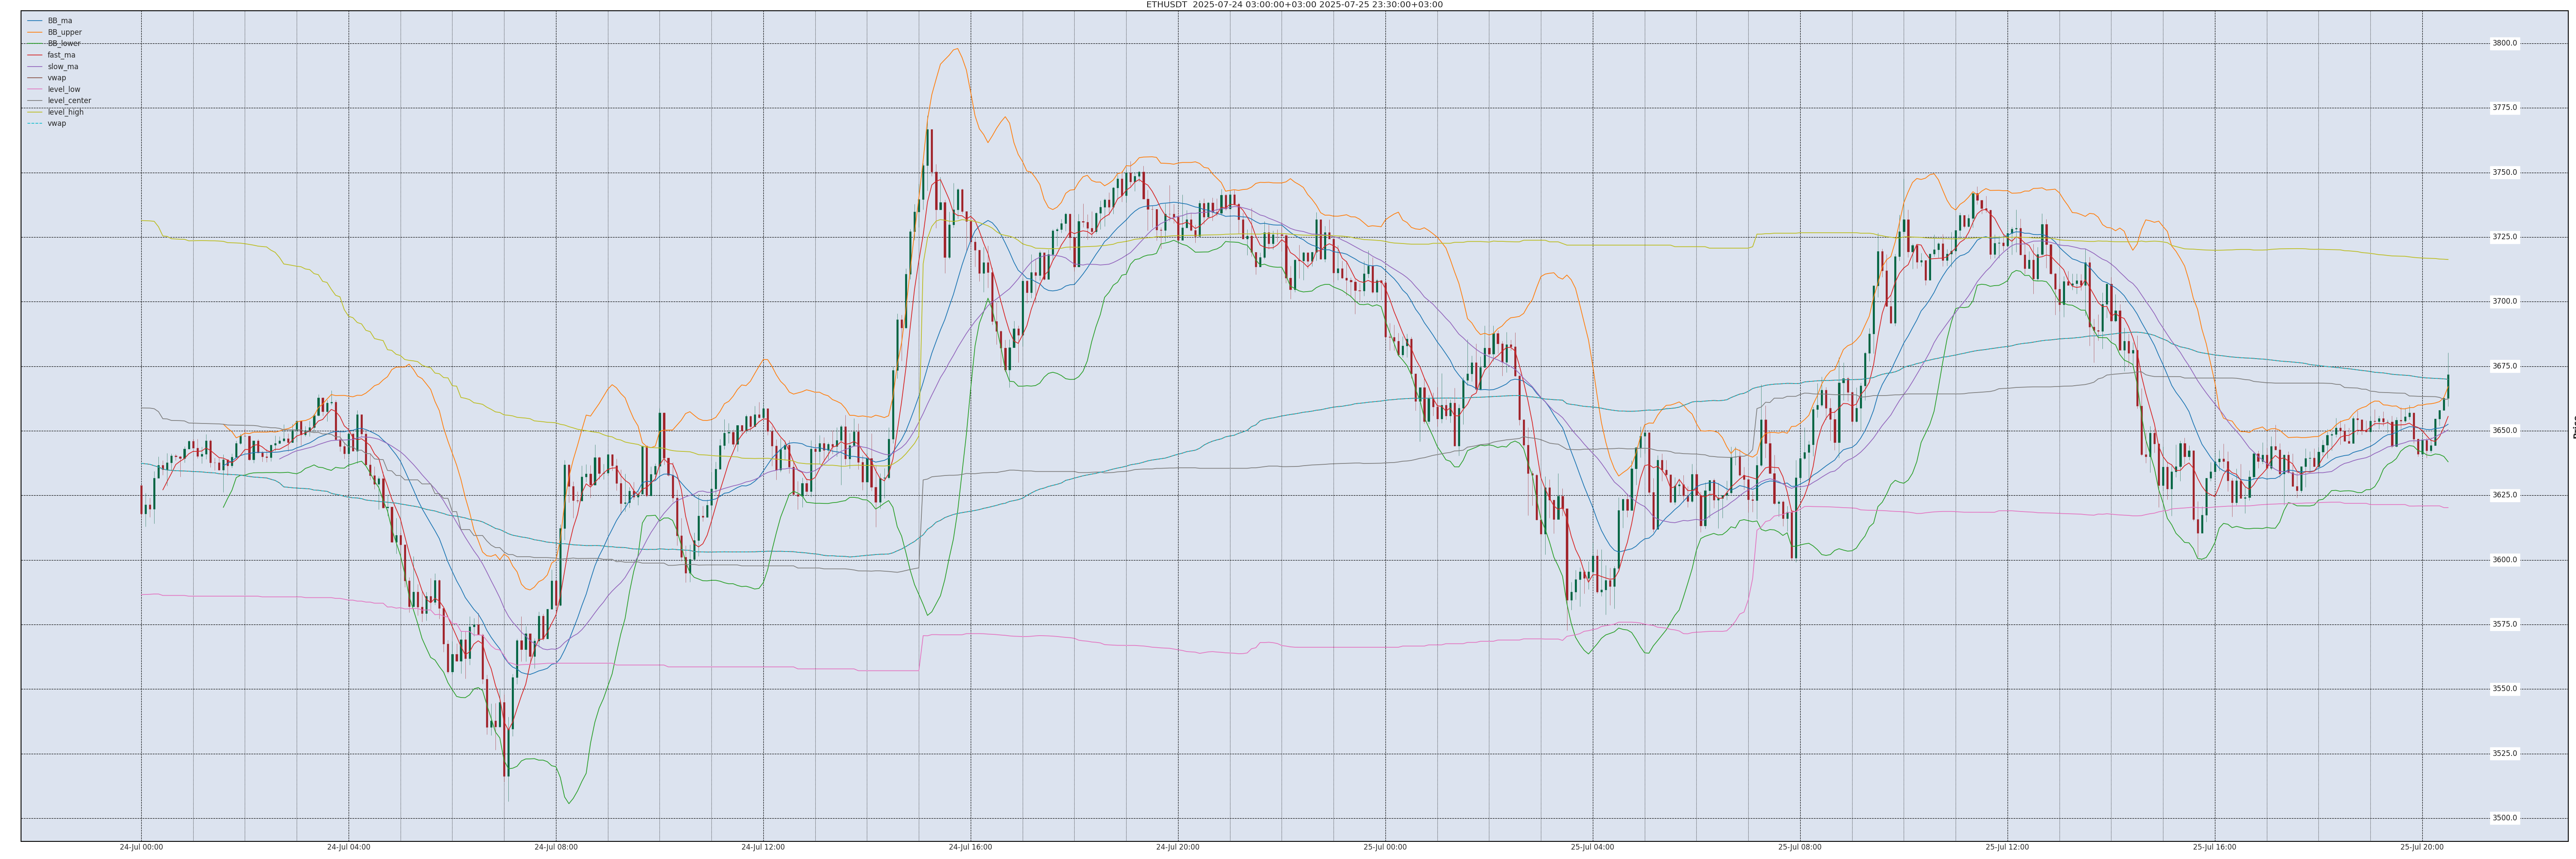 ETHUSDT  2025-07-24 03:00:00+03:00 2025-07-25 23:30:00+03:00
BB_ma
BB_upper
BB_lower
fast_ma
slow_ma
vwap
level_low
level_center
level_high
vwap
3800.0
3775.0
3750.0
3725.0
3700.0
3675.0
3650.0
3625.0
3600.0
3575.0
3550.0
3525.0
3500.0
Price
24-Jul 00:00
24-Jul 04:00
24-Jul 08:00
24-Jul 12:00
24-Jul 16:00
24-Jul 20:00
25-Jul 00:00
25-Jul 04:00
25-Jul 08:00
25-Jul 12:00
25-Jul 16:00
25-Jul 20:00